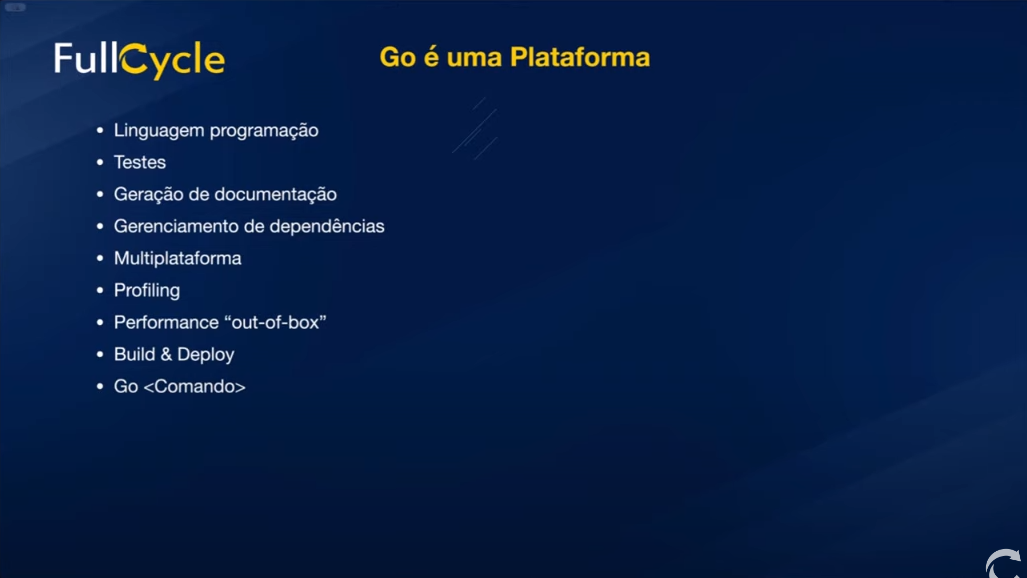 FullCycle
Go é uma Plataforma
• Linguagem programação
• Testes
• Geração de documentação
• Gerenciamento de dependências
• Multiplataforma
• Profiling
• Performance “out-of-box”
• Build & Deploy
• Go <Comando>